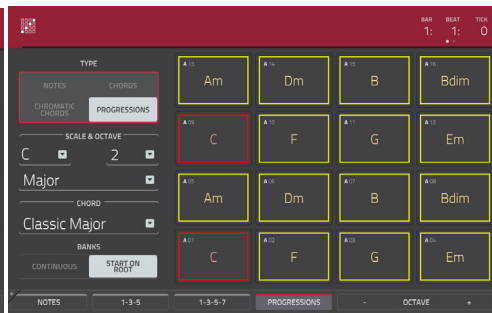 BAR BEAT TICK
1: 1: 0
TYPE
NOTES CHORDS
CHROMATIC
CHORDS
PROGRESSIONS
SCALE & OCTAVE
C 2
Major
CHORD
Classic Major
BANKS
CONTINUOUS
START ON
ROOT
A 13 A 14 A 15 A 16
Am Dm B Bdim
A 09 A 10 A 11 A 12
C F G Em
A 05 A 06 A 07 A 08
Am Dm B Bdim
A 01 A 02 A 03 A 04
C F G Em
NOTES 1-3-5 1-3-5-7 PROGRESSIONS - OCTAVE +